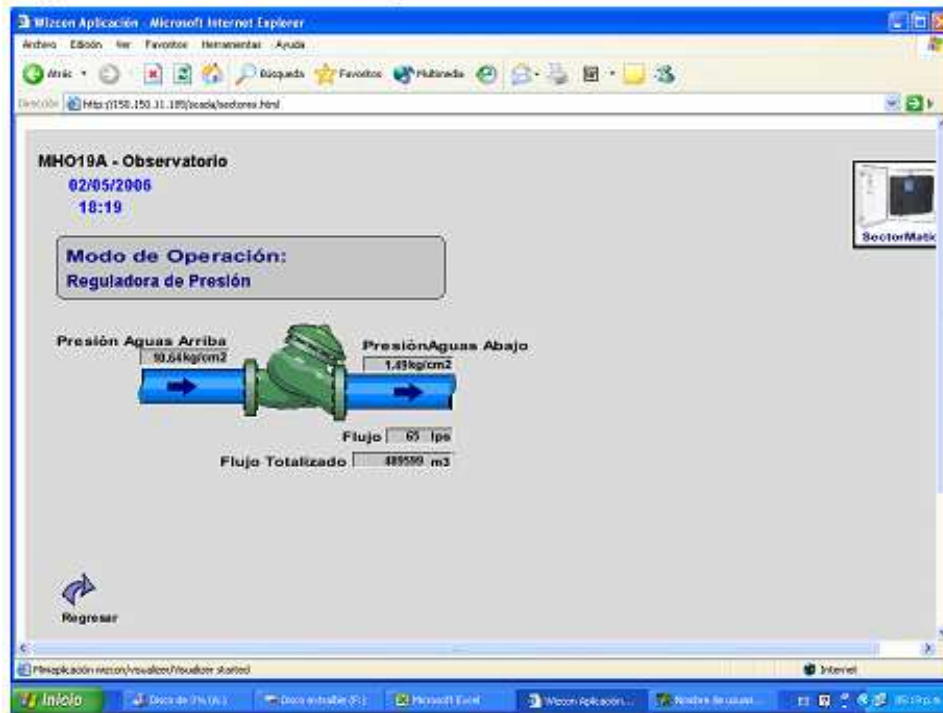 Wizcon Aplicación - Microsoft Internet Explorer
Archivo Edición Ver Favoritos Herramientas Ayuda
Atrás Búsqueda Favoritos Multimedia
Dirección
MHO19A - Observatorio
02/05/2006
18:19
SectorMatic
Modo de Operación:
Reguladora de Presión
Presión Aguas Arriba
10.64kg/cm2
PresiónAguas Abajo
1.49kg/cm2
Flujo 65 lps
Flujo Totalizado 489599 m3
Regresar
Internet
Inicio Microsoft Excel Wizcon Aplicación...